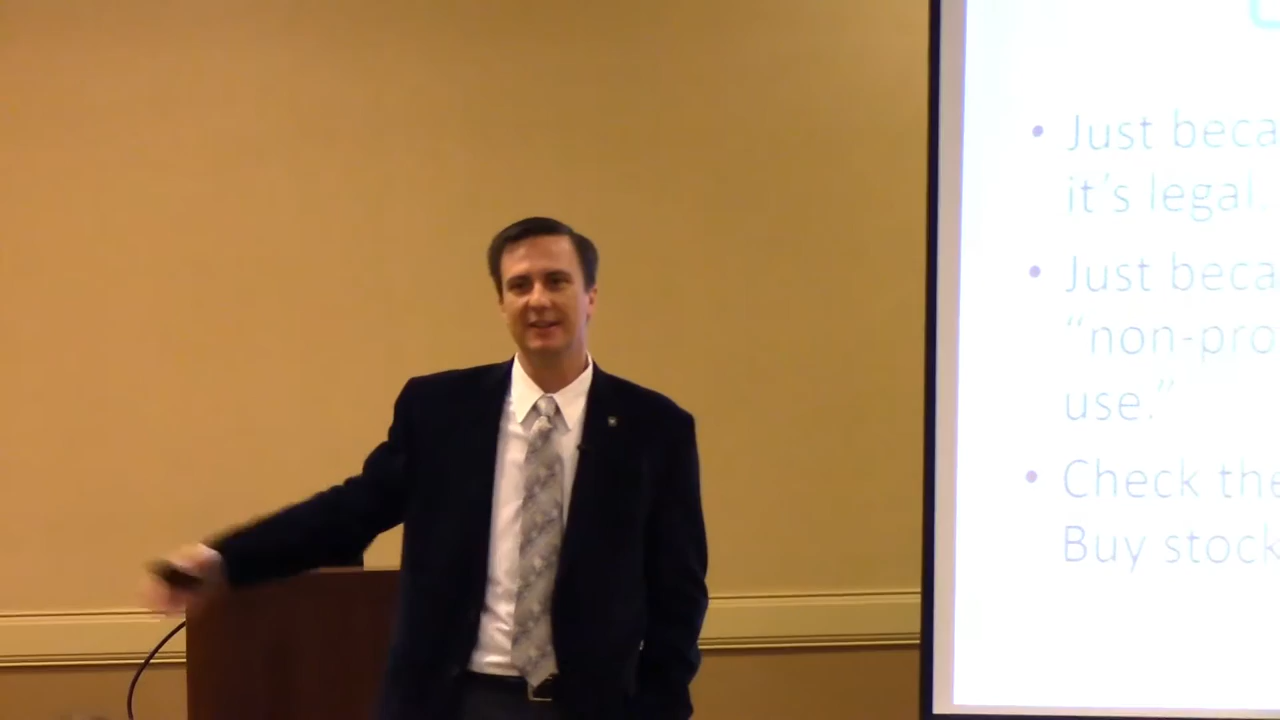 • Just beca
it's legal.
• Just beca
“non-pro
use.”
• Check the
Buy stock